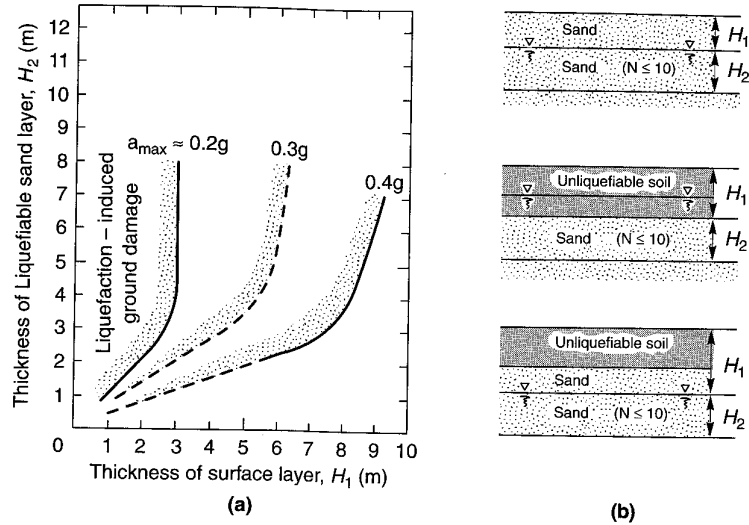 Thickness of Liquefiable sand layer, H₂ (m)
12
11
10
9
8
7
6
5
4
3
2
1
0
1 2 3 4 5 6 7 8 9 10
Thickness of surface layer, H₁ (m)
Liquefaction – induced
ground damage
aₘₐₓ ≈ 0.2g
0.3g
0.4g
(a)
Sand
H₁
Sand (N ≤ 10)
H₂
Unliquefiable soil
H₁
Sand (N ≤ 10)
H₂
Unliquefiable soil
Sand
H₁
Sand (N ≤ 10)
H₂
(b)